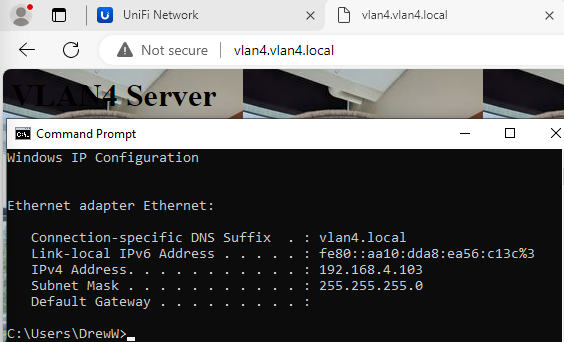 UniFi Network
vlan4.vlan4.local
Not secure
vlan4.vlan4.local
VLAN4 Server
Command Prompt
Windows IP Configuration
Ethernet adapter Ethernet:
Connection-specific DNS Suffix . : vlan4.local
Link-local IPv6 Address . . . . . : fe80::aa10:dda8:ea56:c13c%3
IPv4 Address. . . . . . . . . . . : 192.168.4.103
Subnet Mask . . . . . . . . . . . : 255.255.255.0
Default Gateway . . . . . . . . . :
C:\Users\DrewW>